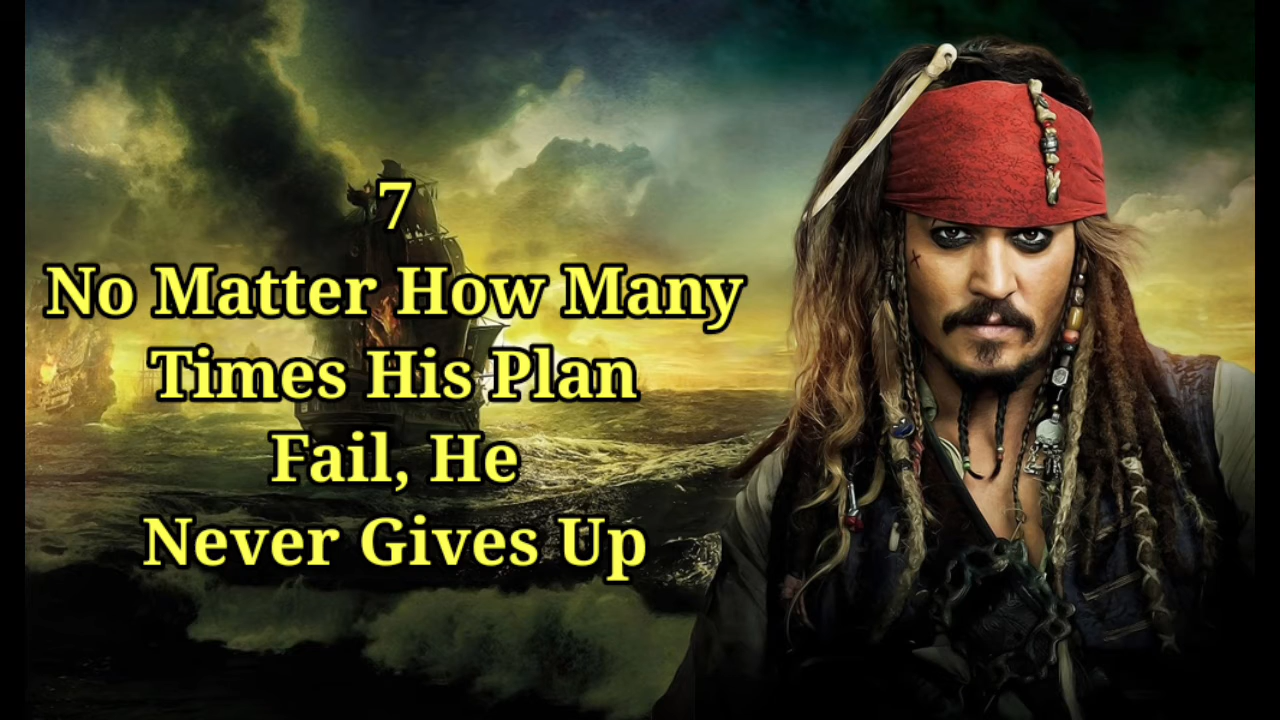 7
No Matter How Many
Times His Plan
Fail, He
Never Gives Up